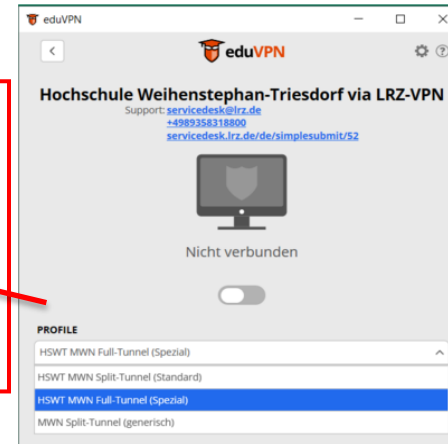 eduVPN
eduVPN
Hochschule Weihenstephan-Triesdorf via LRZ-VPN
Support: servicedesk@lrz.de
+4989358318800
servicedesk.lrz.de/de/simplesubmit/52
Nicht verbunden
PROFILE
HSWT MWN Full-Tunnel (Spezial)
HSWT MWN Split-Tunnel (Standard)
HSWT MWN Full-Tunnel (Spezial)
MWN Split-Tunnel (generisch)